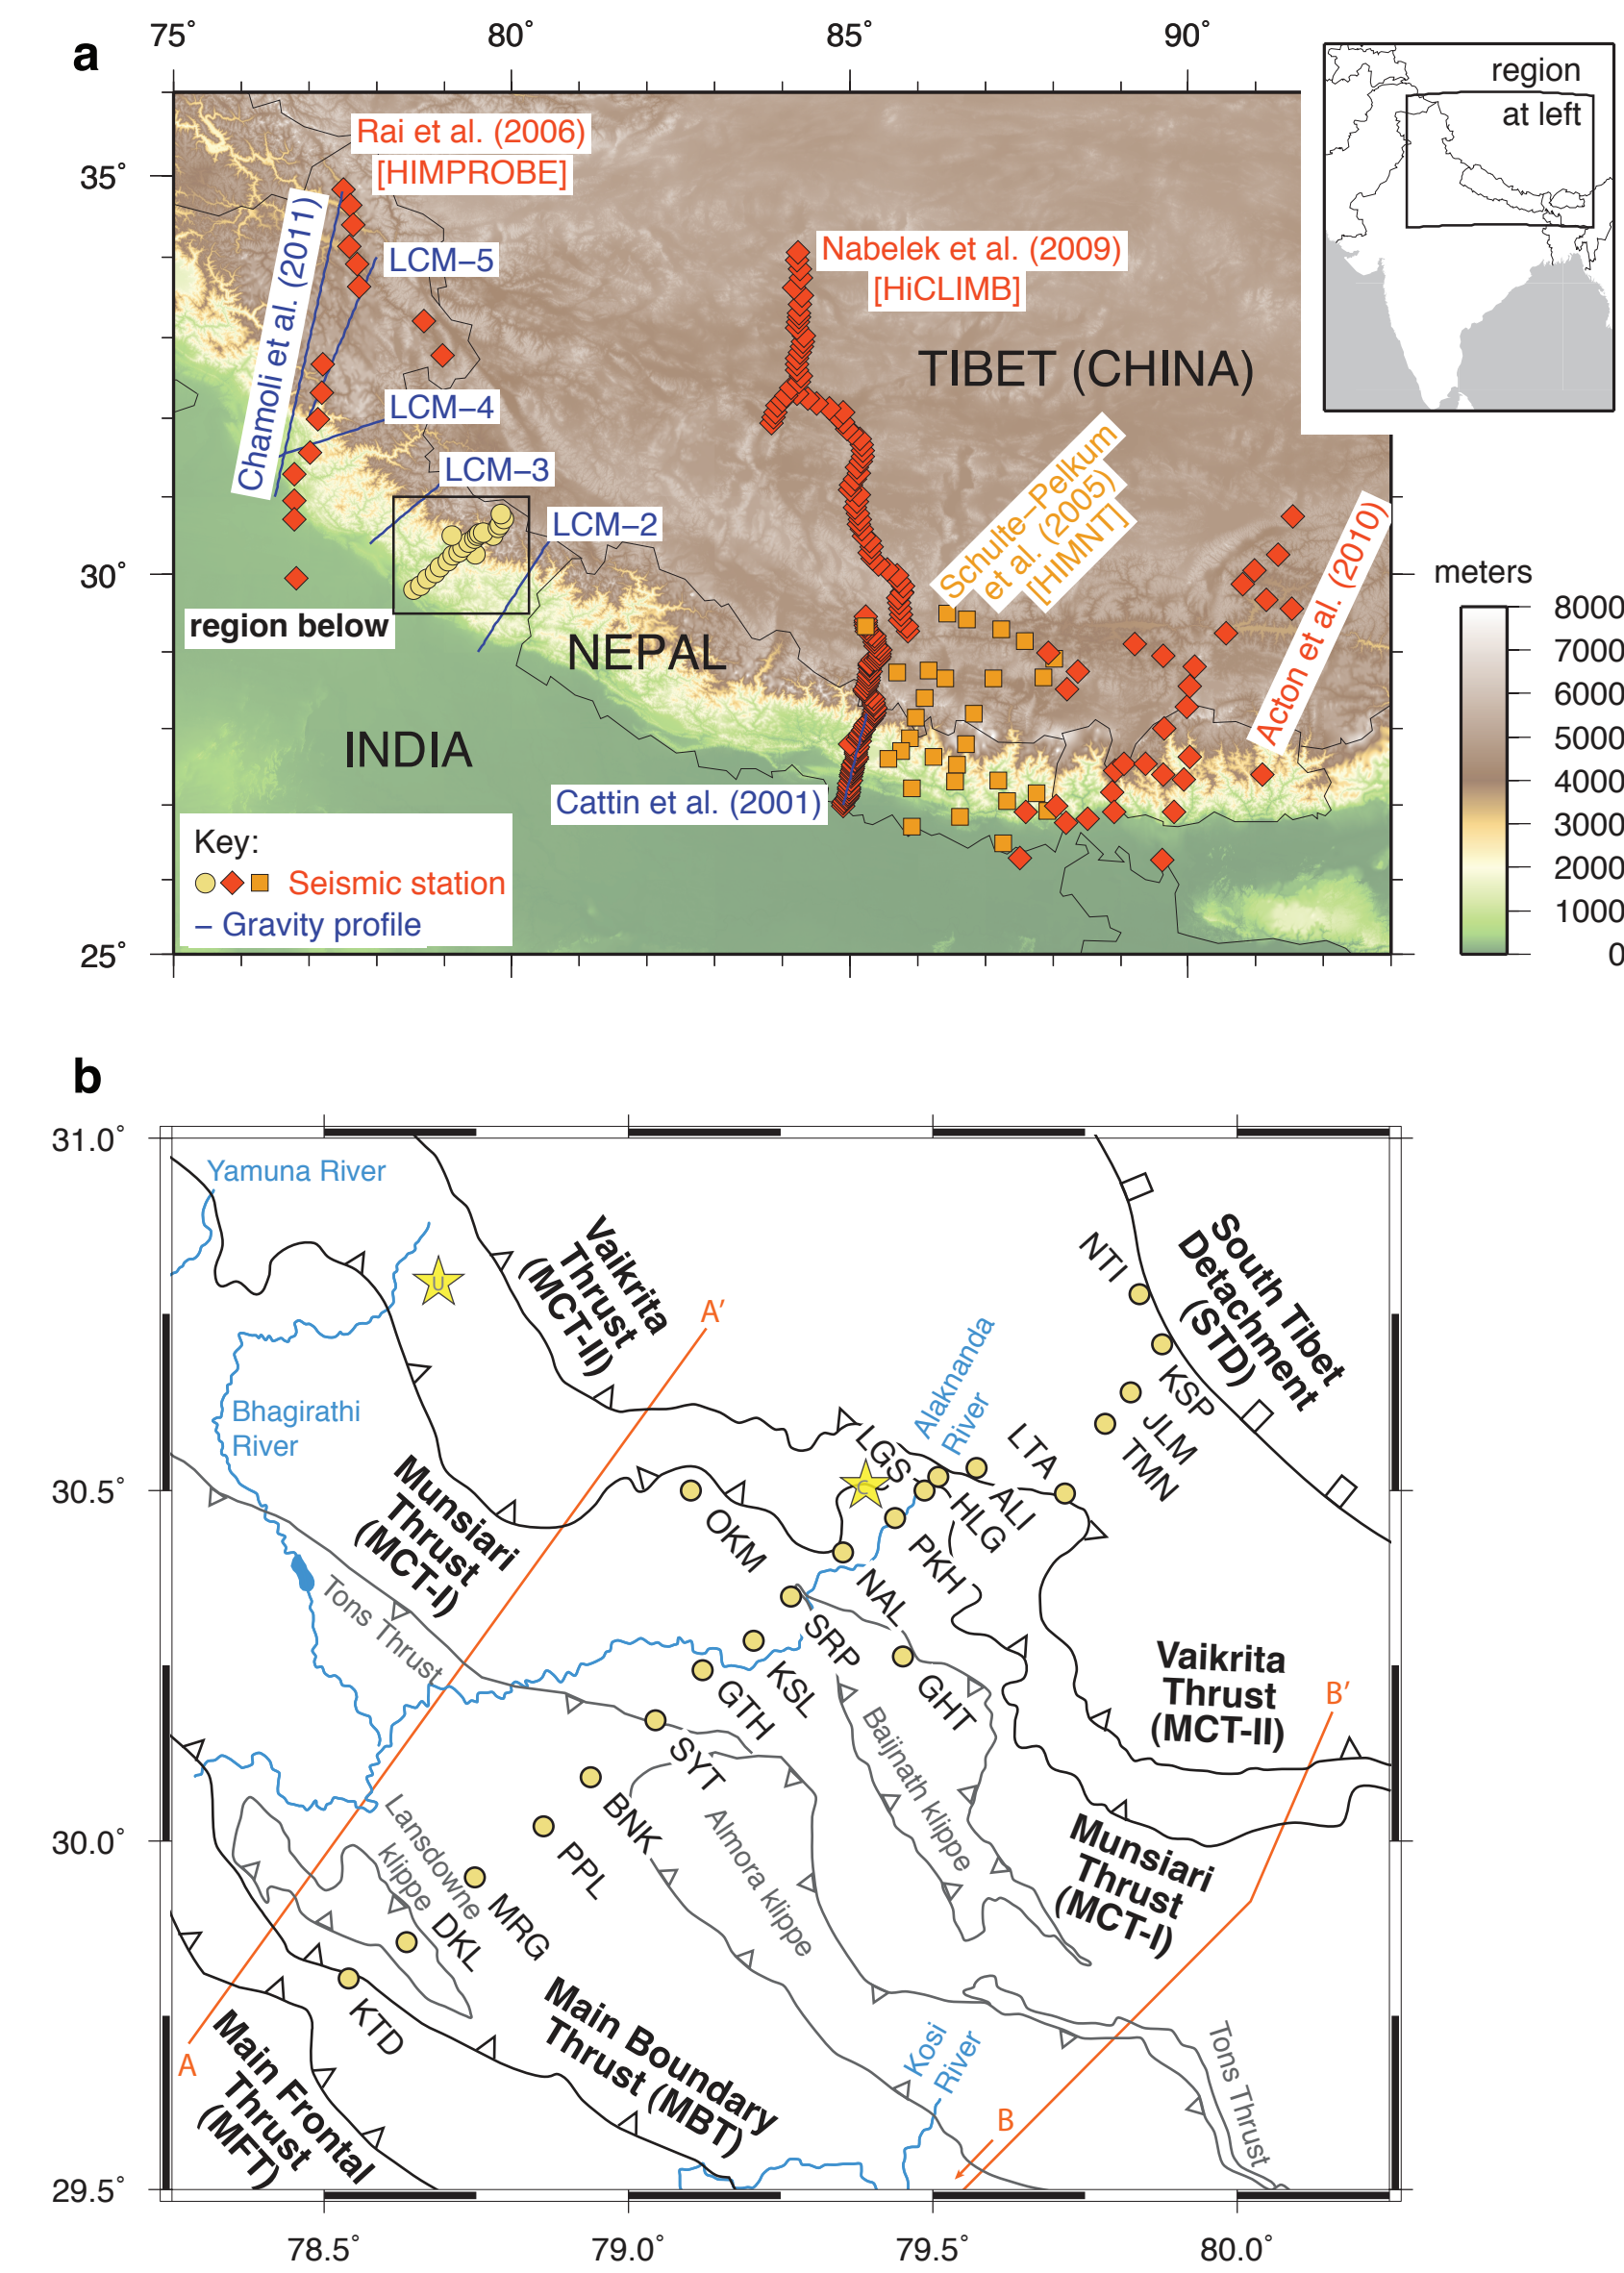 a
75°
80°
85°
90°
35°
30°
25°
Rai et al. (2006)
[HIMPROBE]
Chamoli et al. (2011)
LCM–5
LCM–4
LCM–3
LCM–2
Nabelek et al. (2009)
[HiCLIMB]
TIBET (CHINA)
Schulte–Pelkum
et al. (2005)
[HIMNT]
Acton et al. (2010)
region below
NEPAL
INDIA
Cattin et al. (2001)
Key:
Seismic station
– Gravity profile
region
at left
meters
8000
7000
6000
5000
4000
3000
2000
1000
0
b
31.0°
30.5°
30.0°
29.5°
78.5°
79.0°
79.5°
80.0°
Yamuna River
U
Vaikrita
Thrust
(MCT-II)
A′
NTI
South Tibet
Detachment
(STD)
KSP
JLM
TMN
Bhagirathi
River
Alaknanda
River
LTA
LGS
C
ALI
HLG
Munsiari
Thrust
(MCT-I)
OKM
PKH
NAL
Tons Thrust
SRP
KSL
GTH
GHT
SYT
Baijnath klippe
Vaikrita
Thrust
(MCT-II)
B′
BNK
PPL
Almora klippe
Lansdowne
klippe
MRG
DKL
Munsiari
Thrust
(MCT-I)
KTD
A
Main Frontal
Thrust
(MFT)
Main Boundary
Thrust (MBT)
Kosi
River
B
Tons Thrust